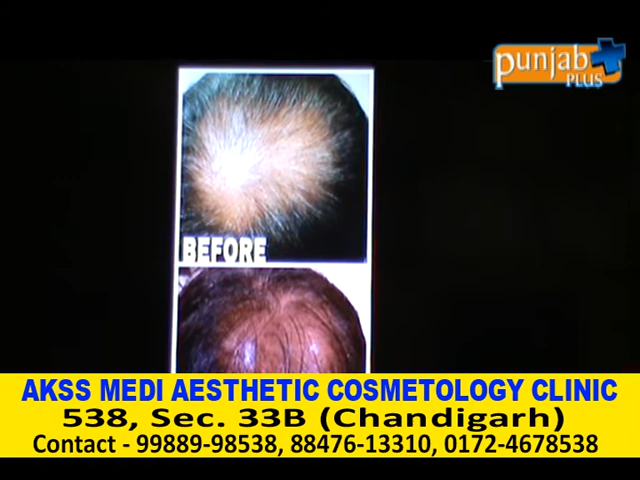 punjab
PLUS
BEFORE
AKSS MEDI AESTHETIC COSMETOLOGY CLINIC
538, Sec. 33B (Chandigarh)
Contact - 99889-98538, 88476-13310, 0172-4678538